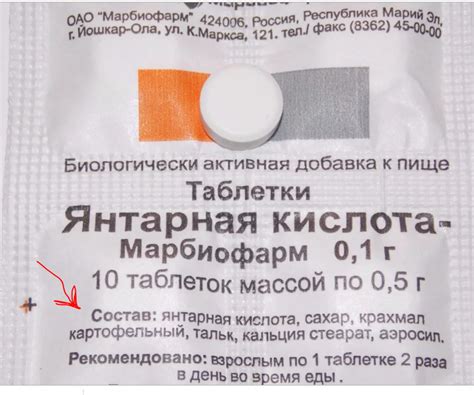 ОАО "Марбиофарм" 424006, Россия, Республика Марий Эл,
г. Йошкар-Ола, ул. К.Маркса, 121. тел./ факс (8362) 45-00-00
Биологически активная добавка к пище
Таблетки
Янтарная кислота-
Марбиофарм 0,1 г
10 таблеток массой по 0,5 г
Состав: янтарная кислота, сахар, крахмал
картофельный, тальк, кальция стеарат, аэросил.
Рекомендовано: взрослым по 1 таблетке 2 раза
в день во время еды.